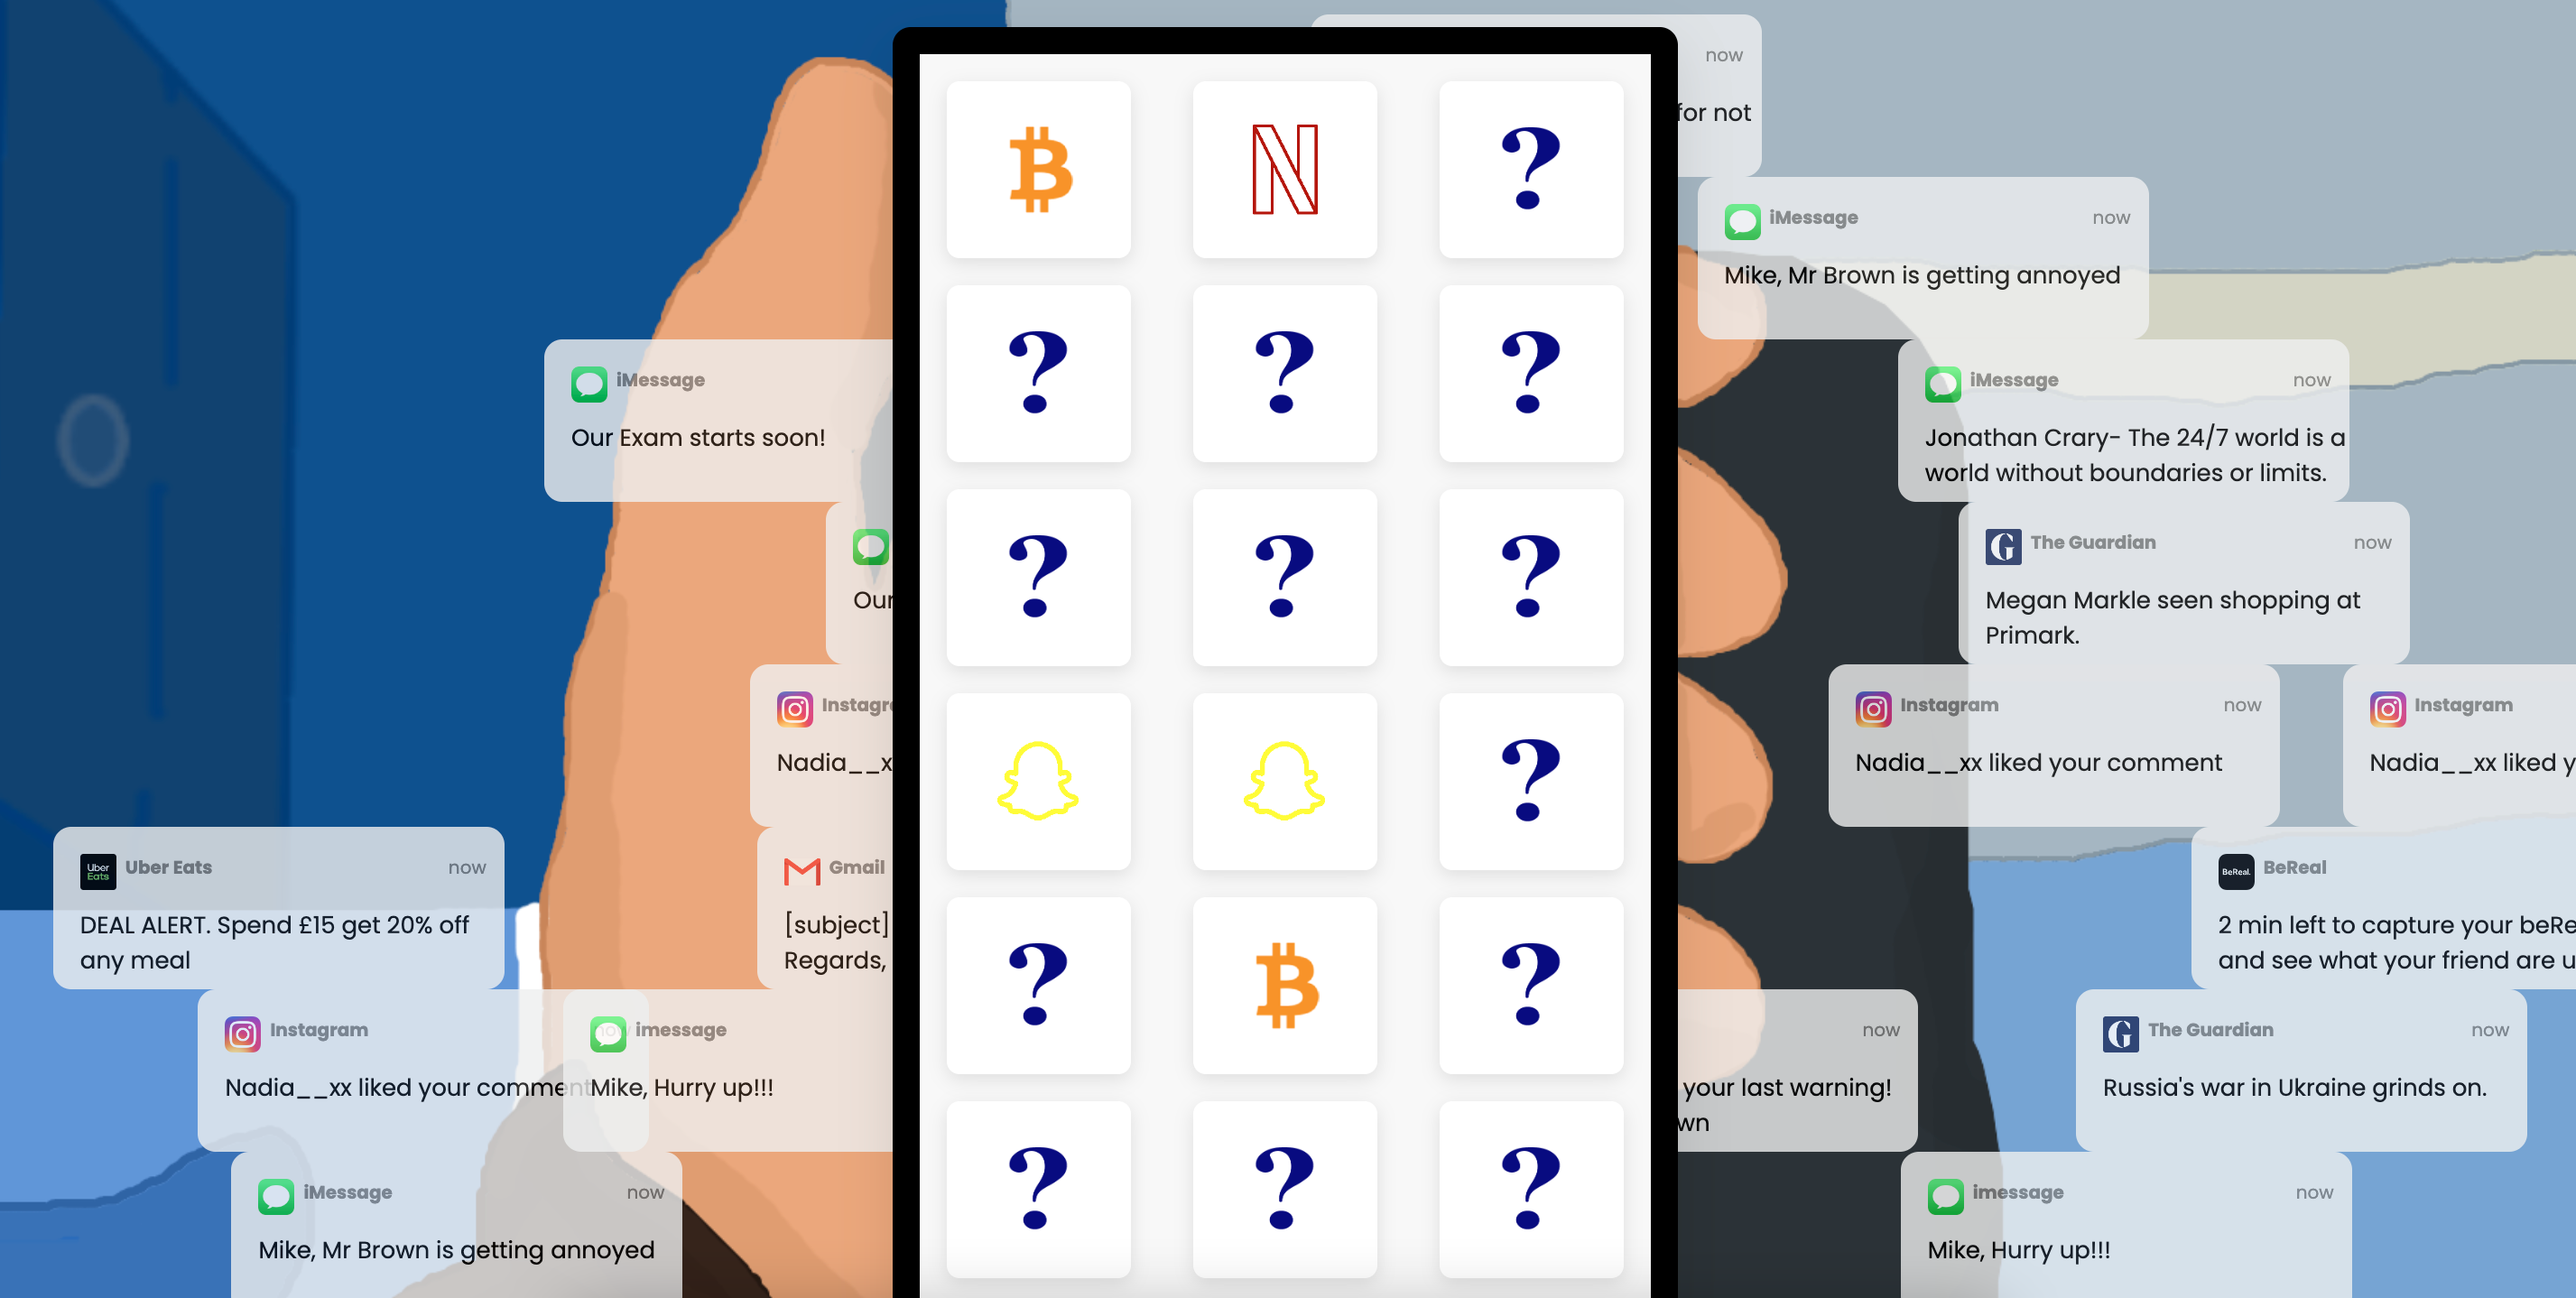 now
for not
iMessage now
Mike, Mr Brown is getting annoyed
iMessage
Our Exam starts soon!
iMessage now
Jonathan Crary- The 24/7 world is a
world without boundaries or limits.
Our
The Guardian now
Megan Markle seen shopping at
Primark.
Instagr
Nadia__x
Instagram now
Nadia__xx liked your comment
Instagram
Nadia__xx liked y
Uber Eats
Uber Eats now
DEAL ALERT. Spend £15 get 20% off
any meal
Gmail
[subject]
Regards,
BeReal.
BeReal
2 min left to capture your beRe
and see what your friend are u
Instagram
Nadia__xx liked your comment
imessage
Mike, Hurry up!!!
now
your last warning!
wn
The Guardian now
Russia's war in Ukraine grinds on.
iMessage now
Mike, Mr Brown is getting annoyed
imessage now
Mike, Hurry up!!!
N
?
?
?
?
?
?
?
?
?
?
?
?
?